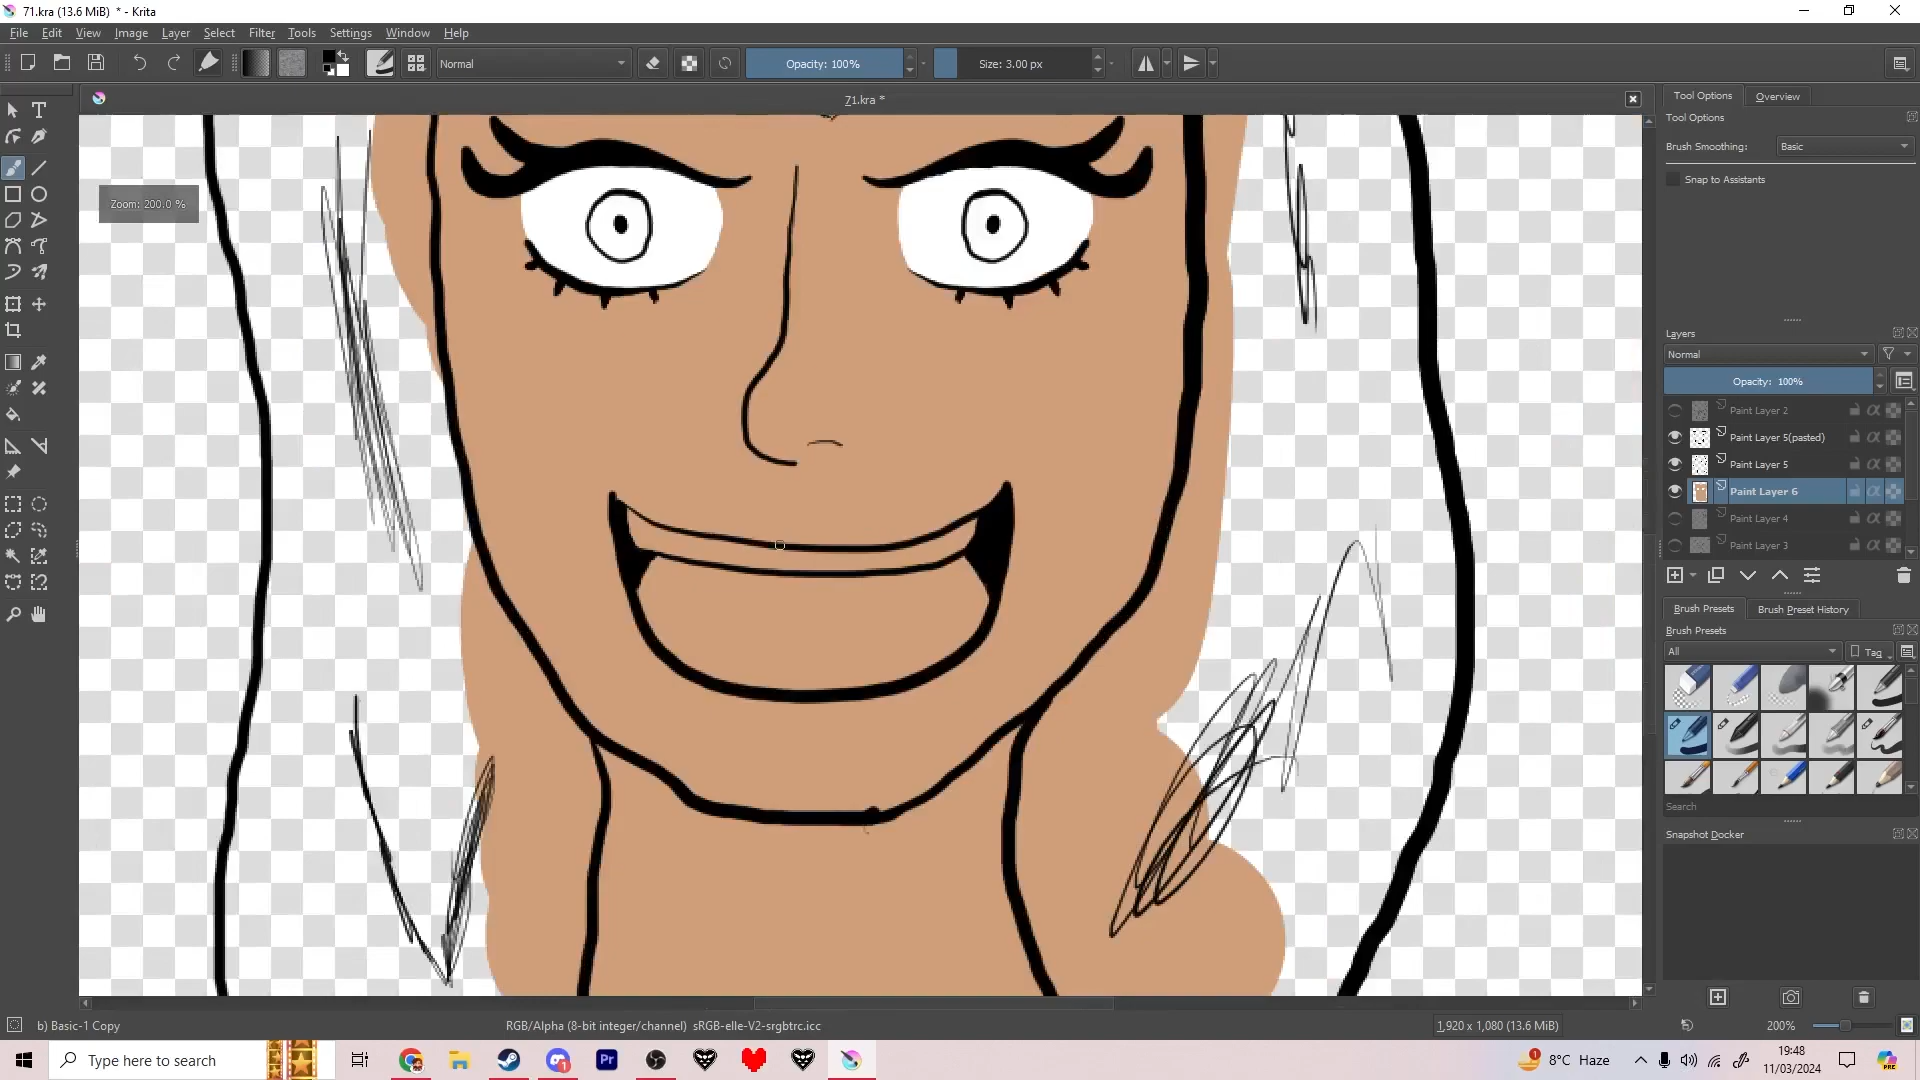 71.kra (13.6 MiB) * - Krita
File Edit View Image Layer Select Filter Tools Settings Window Help
Normal
Opacity: 100%
Size: 3.00 px
71.kra *
Zoom: 200.0 %
Tool Options Overview
Tool Options
Brush Smoothing: Basic
Snap to Assistants
Layers
Normal
Opacity: 100%
Paint Layer 2
Paint Layer 5(pasted)
Paint Layer 5
Paint Layer 6
Paint Layer 4
Paint Layer 3
Brush Presets Brush Preset History
Brush Presets
All Tag
Search
Snapshot Docker
b) Basic-1 Copy
RGB/Alpha (8-bit integer/channel) sRGB-elle-V2-srgbtrc.icc
1,920 x 1,080 (13.6 MiB)
200%
Type here to search
Pr
1
1
8°C Haze
19:48
11/03/2024
PRE